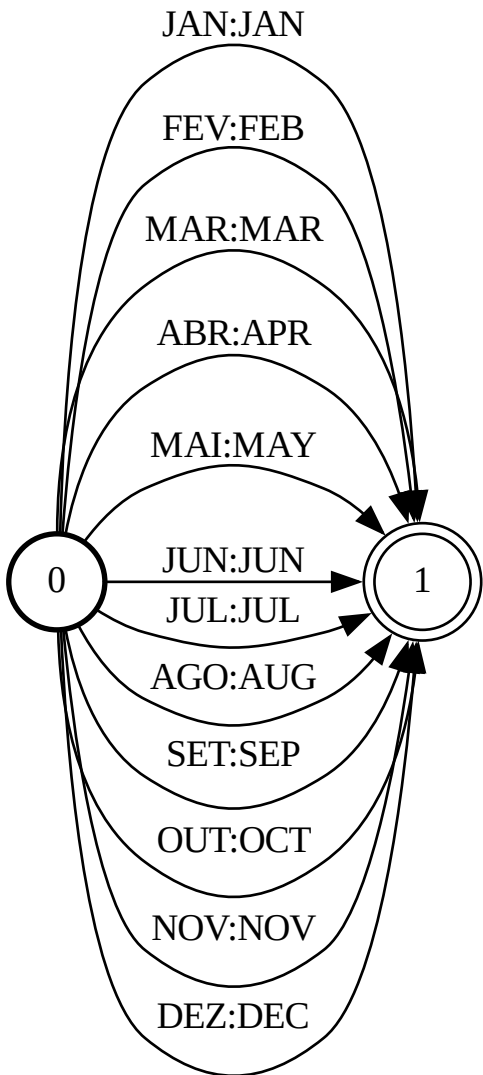 JAN:JAN
FEV:FEB
MAR:MAR
ABR:APR
MAI:MAY
0
JUN:JUN
1
JUL:JUL
AGO:AUG
SET:SEP
OUT:OCT
NOV:NOV
DEZ:DEC